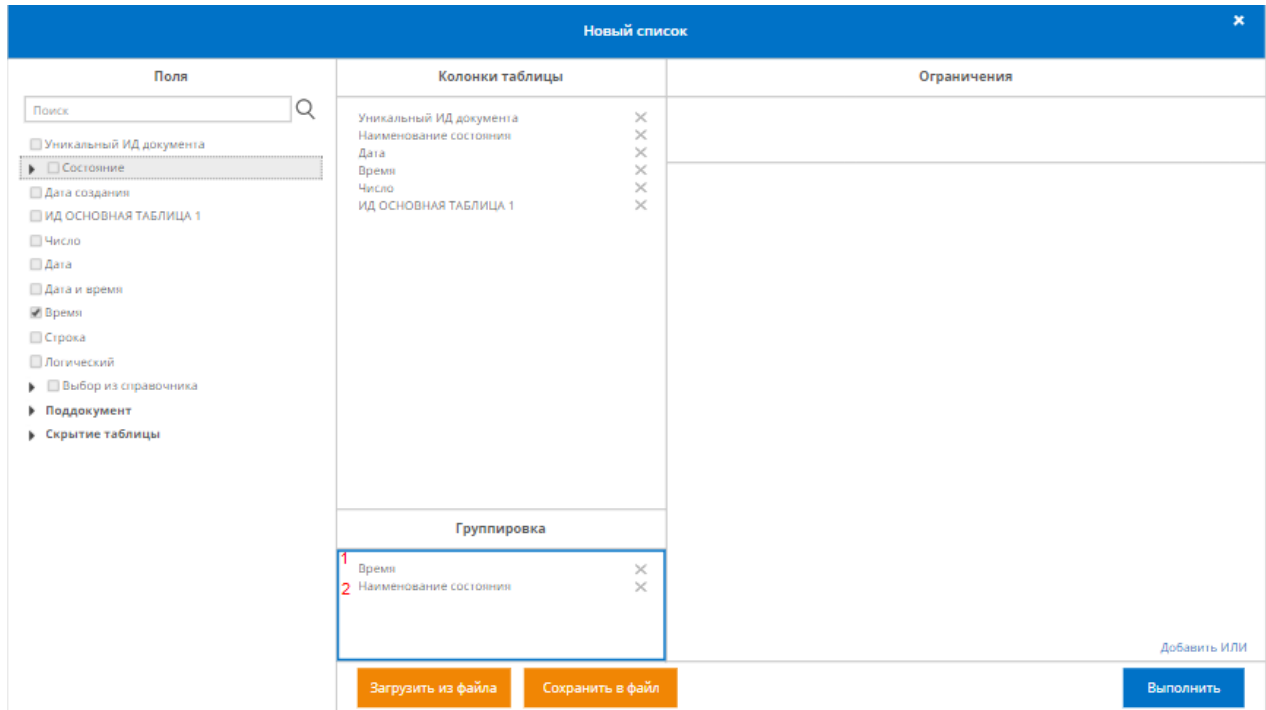 Новый список
Поля
Поиск
Уникальный ИД документа
Состояние
Дата создания
ИД ОСНОВНАЯ ТАБЛИЦА 1
Число
Дата
Дата и время
Время
Строка
Логический
Выбор из справочника
Поддокумент
Скрытие таблицы
Колонки таблицы
Уникальный ИД документа
Наименование состояния
Дата
Время
Число
ИД ОСНОВНАЯ ТАБЛИЦА 1
Группировка
1 Время
2 Наименование состояния
Ограничения
Добавить ИЛИ
Загрузить из файла
Сохранить в файл
Выполнить